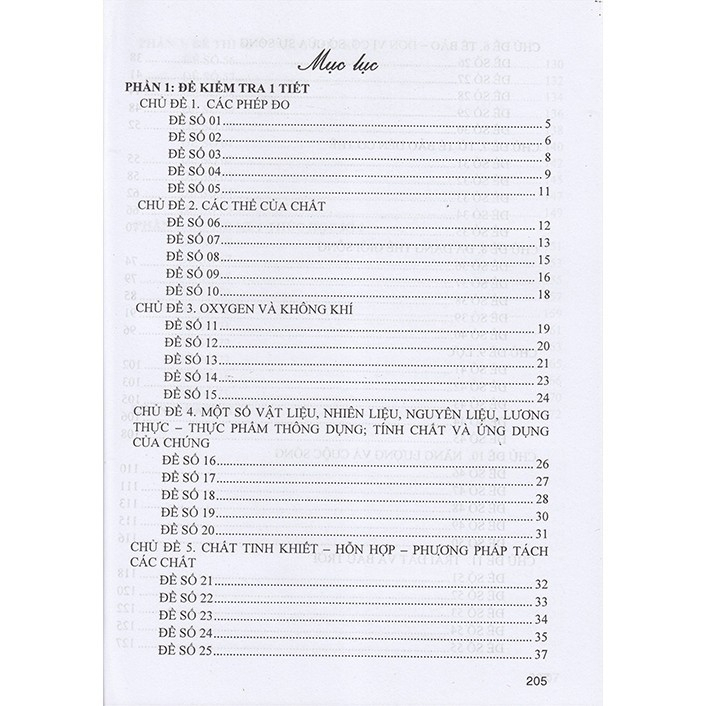 Mục lục
PHẦN 1: ĐỀ KIỂM TRA 1 TIẾT
CHỦ ĐỀ 1. CÁC PHÉP ĐO
ĐỀ SỐ 01 5
ĐỀ SỐ 02 6
ĐỀ SỐ 03 8
ĐỀ SỐ 04 9
ĐỀ SỐ 05 11
CHỦ ĐỀ 2. CÁC THỂ CỦA CHẤT
ĐỀ SỐ 06 12
ĐỀ SỐ 07 13
ĐỀ SỐ 08 15
ĐỀ SỐ 09 16
ĐỀ SỐ 10 18
CHỦ ĐỀ 3. OXYGEN VÀ KHÔNG KHÍ
ĐỀ SỐ 11 19
ĐỀ SỐ 12 20
ĐỀ SỐ 13 21
ĐỀ SỐ 14 23
ĐỀ SỐ 15 24
CHỦ ĐỀ 4. MỘT SỐ VẬT LIỆU, NHIÊN LIỆU, NGUYÊN LIỆU, LƯƠNG
THỰC – THỰC PHẨM THÔNG DỤNG; TÍNH CHẤT VÀ ỨNG DỤNG
CỦA CHÚNG
ĐỀ SỐ 16 26
ĐỀ SỐ 17 27
ĐỀ SỐ 18 28
ĐỀ SỐ 19 30
ĐỀ SỐ 20 31
CHỦ ĐỀ 5. CHẤT TINH KHIẾT – HỖN HỢP – PHƯƠNG PHÁP TÁCH
CÁC CHẤT
ĐỀ SỐ 21 32
ĐỀ SỐ 22 33
ĐỀ SỐ 23 34
ĐỀ SỐ 24 35
ĐỀ SỐ 25 37
205